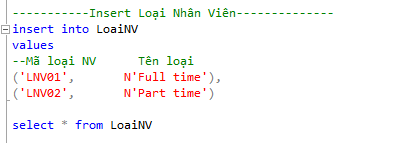 -----------Insert Loại Nhân Viên--------------
insert into LoaiNV
values
--Mã loại NV      Tên loại
('LNV01',       N'Full time'),
('LNV02',       N'Part time')
select * from LoaiNV